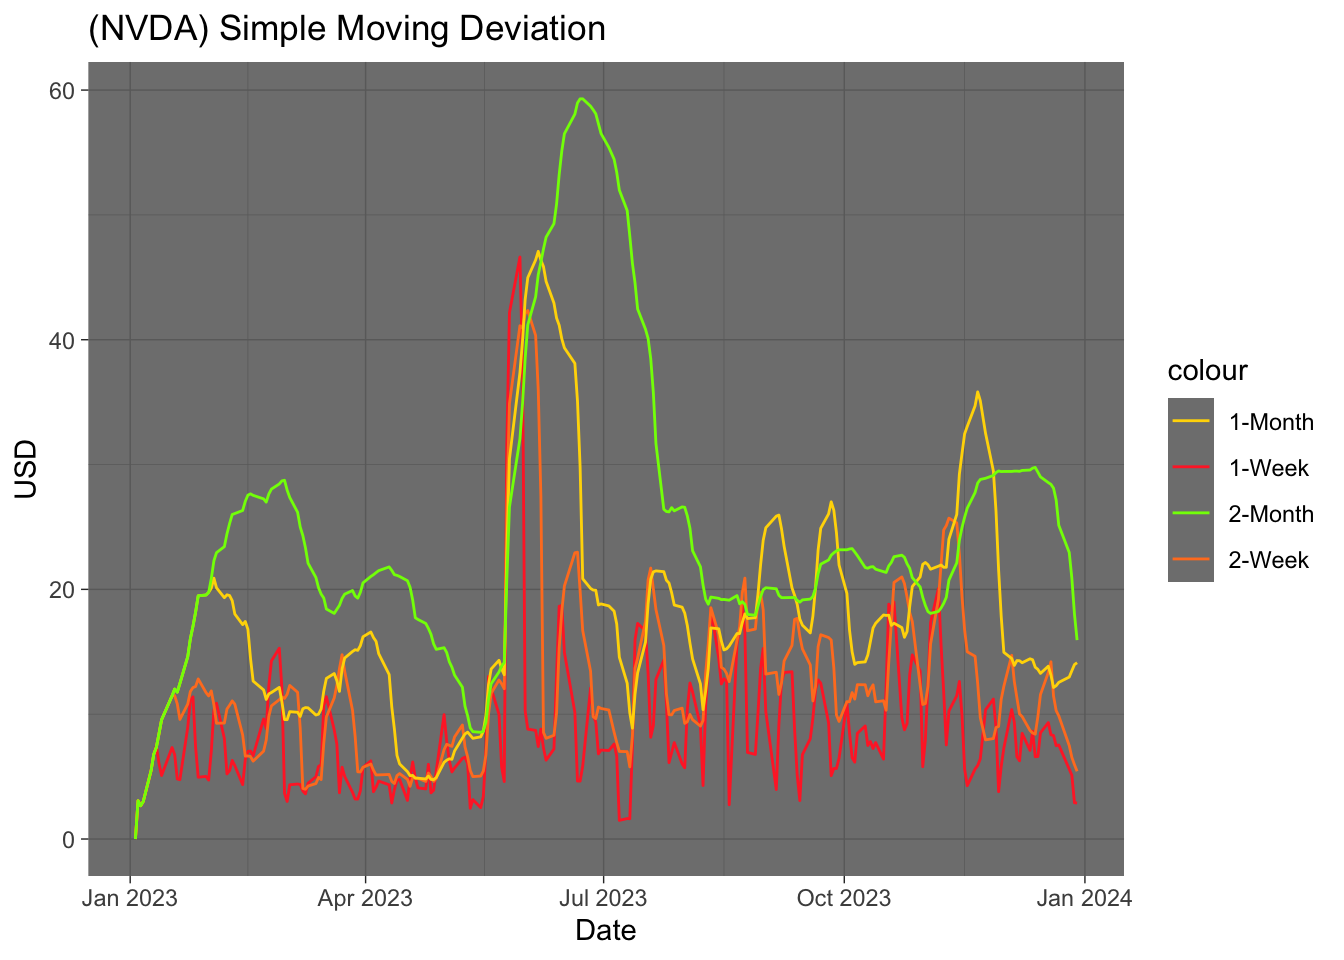 (NVDA) Simple Moving Deviation
60
40
20
0
USD
Jan 2023
Apr 2023
Jul 2023
Oct 2023
Jan 2024
Date
colour
1-Month
1-Week
2-Month
2-Week